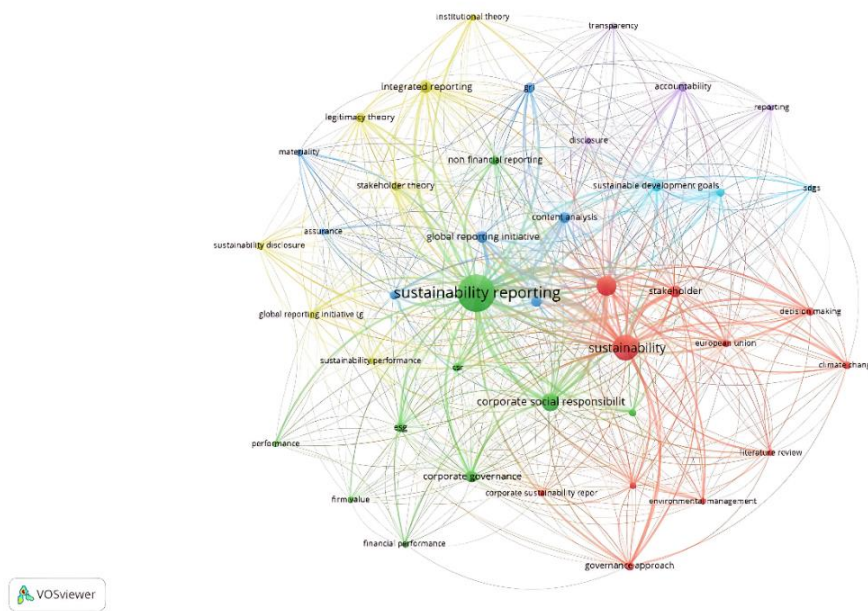 institutional theory
transparency
integrated reporting
gri
accountability
legitimacy theory
reporting
disclosure
materiality
non financial reporting
stakeholder theory
sustainable development goals
sdgs
content analysis
assurance
global reporting initiative
sustainability disclosure
sustainability reporting
stakeholder
global reporting initiative (g
decision making
european union
sustainability
sustainability performance
csr
climate chang
corporate social responsibilit
esg
performance
literature review
corporate governance
corporate sustainability repor
environmental management
firm value
financial performance
governance approach
VOSviewer